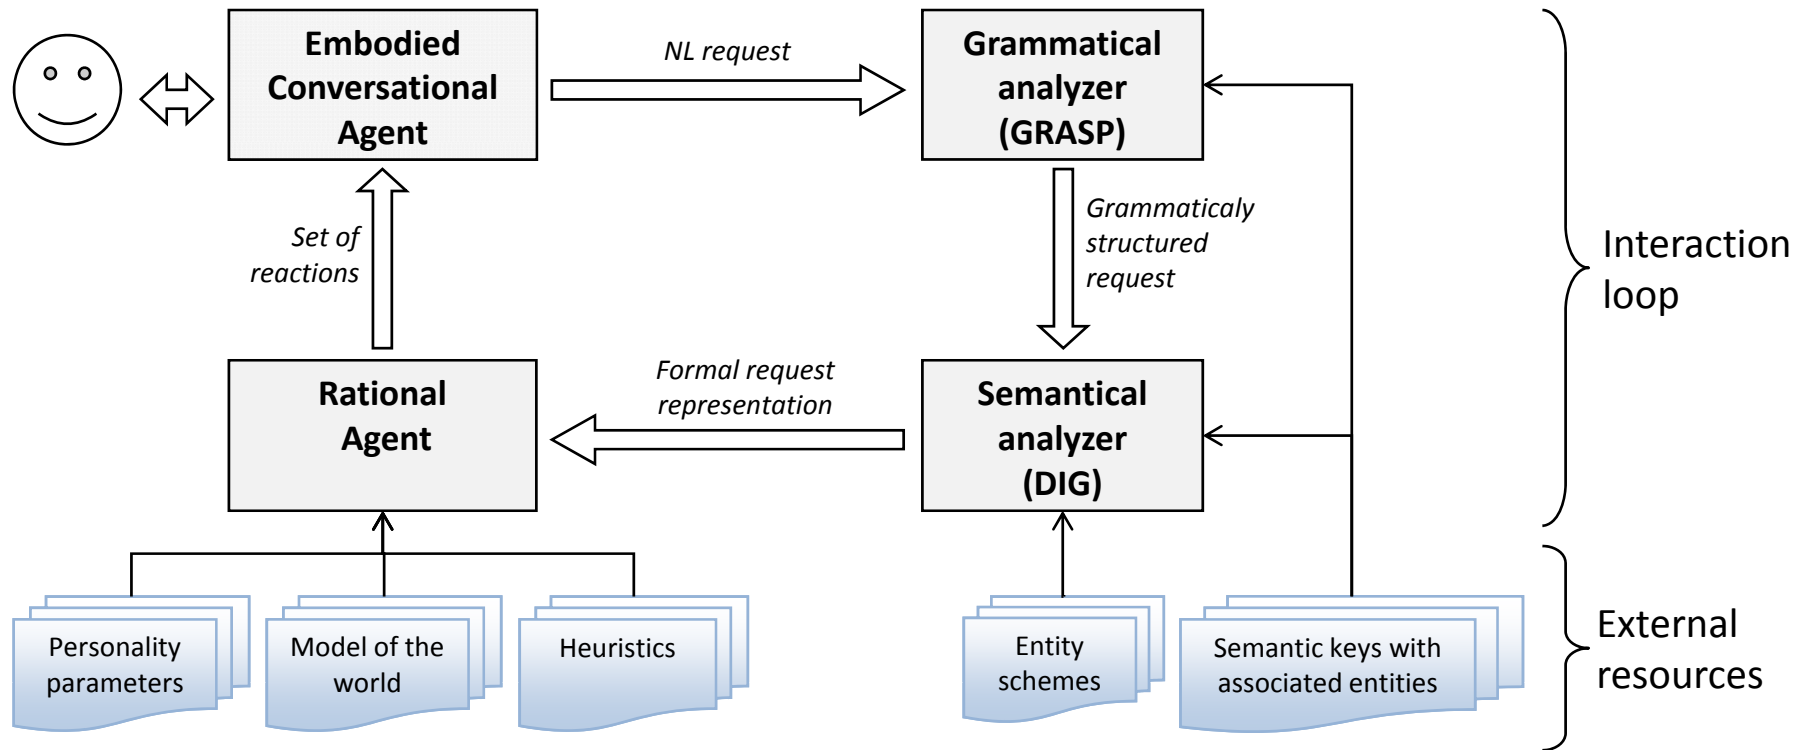 Embodied
Conversational
Agent
NL request
Grammatical
analyzer
(GRASP)
Set of
reactions
Grammaticaly
structured
request
Interaction
loop
Rational
Agent
Formal request
representation
Semantical
analyzer
(DIG)
Personality
parameters
Model of the
world
Heuristics
Entity
schemes
Semantic keys with
associated entities
External
resources